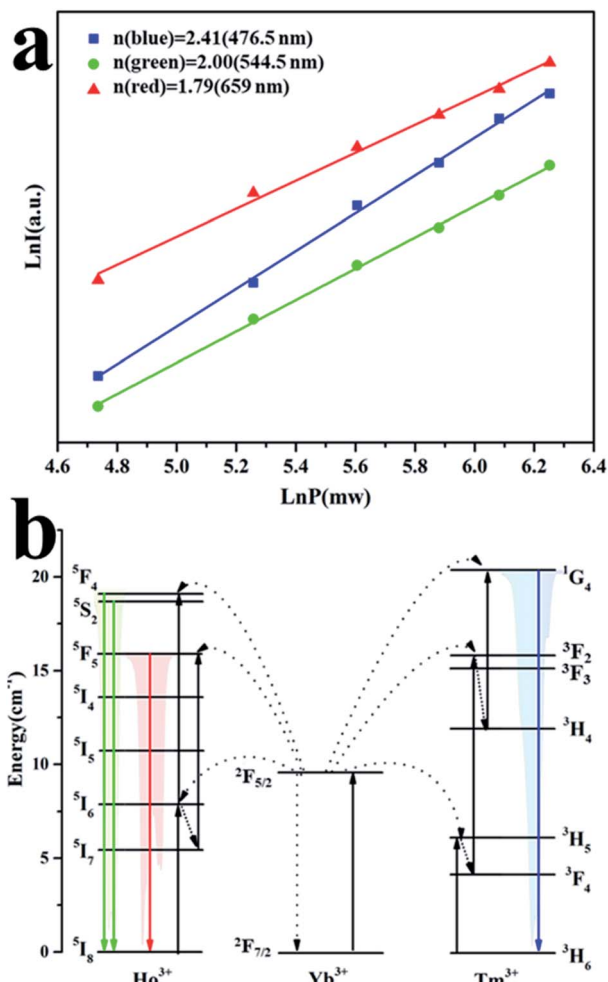 a
n(blue)=2.41(476.5 nm)
n(green)=2.00(544.5 nm)
n(red)=1.79(659 nm)
LnI(a.u.)
4.6 4.8 5.0 5.2 5.4 5.6 5.8 6.0 6.2 6.4
LnP(mw)
b
Energy(cm⁻¹)
20
15
10
5
0
⁵F₄
⁵S₂
⁵F₅
⁵I₄
⁵I₅
⁵I₆
⁵I₇
⁵I₈
²F₅/₂
²F₇/₂
¹G₄
³F₂
³F₃
³H₄
³H₅
³F₄
³H₆
Ho³⁺ Yb³⁺ Tm³⁺